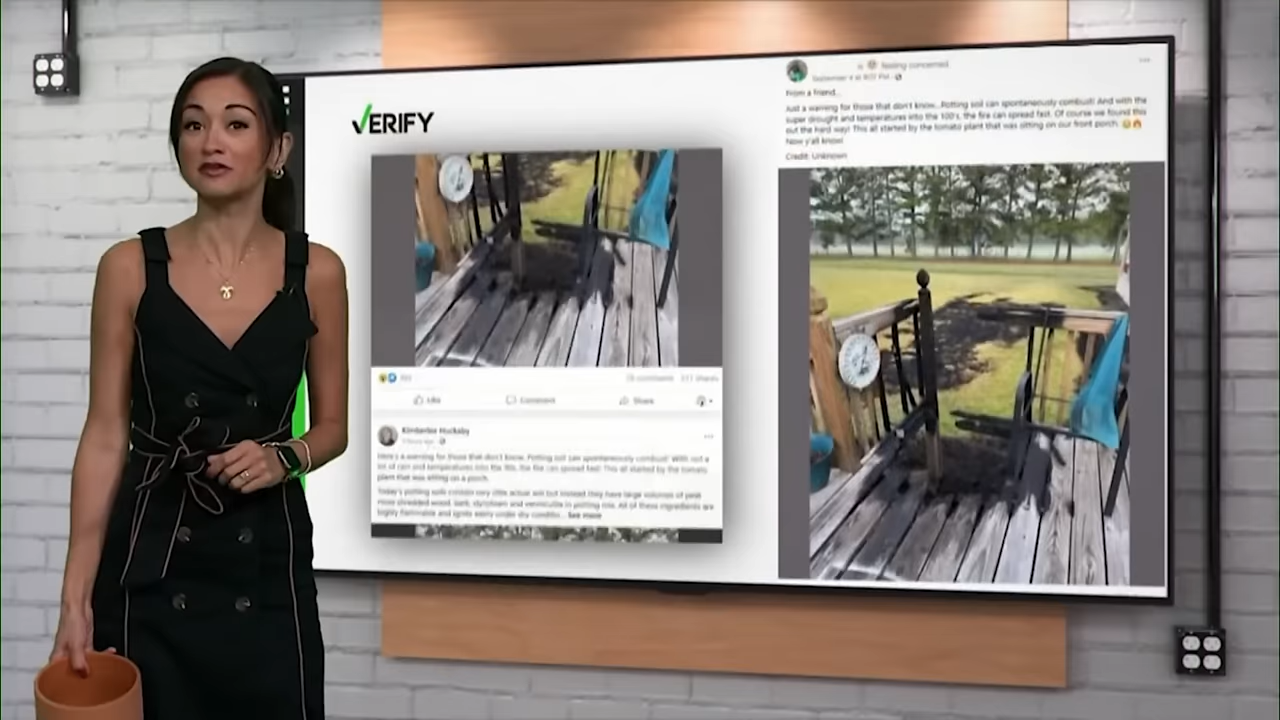 VERIFY
Like
Comment
Share
Kimberlee Huckaby
Here's a warning for those that don't know. Potting soil can spontaneously combust! With not a
lot of rain and temperatures into the 90s, the fire can spread fast! This all started by the tomato
plant that was sitting on a porch.
Today's potting soils contain very little actual soil but instead they have large volumes of peat
moss shredded wood, bark, styrofoam and vermiculite in potting mix. All of these ingredients are
highly flammable and ignite easily under dry condition... See more
feeling concerned.
September 4 at
From a friend...
Just a warning for those that don't know...Potting soil can spontaneously combust! And with the
super drought and temperatures into the 100's, the fire can spread fast. Of course we found this
out the hard way! This all started by the tomato plant that was sitting on our front porch. 😳🔥
Now y'all know!
Credit: Unknown